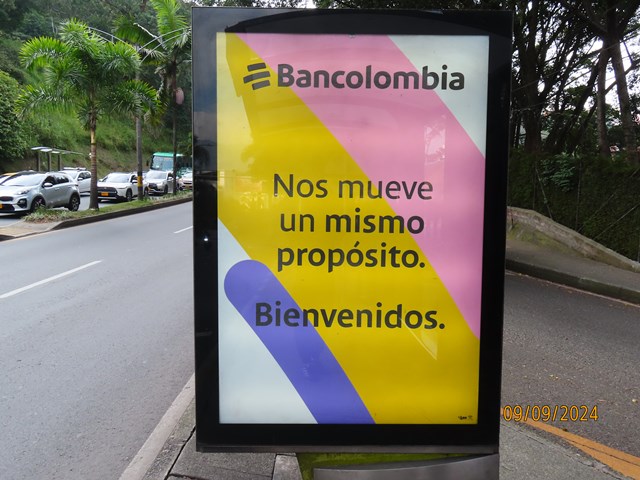 Bancolombia
Nos mueve
un mismo
propósito.
Bienvenidos.
09/09/2024